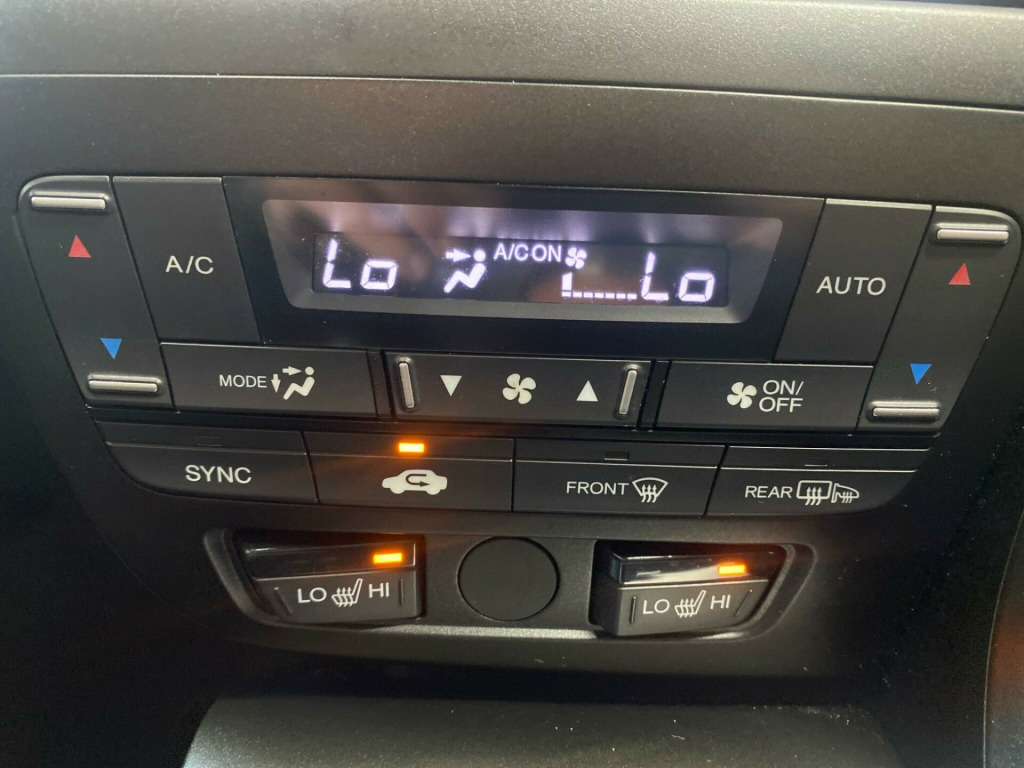 A/C
Lo A/C ON Lo
AUTO
MODE
ON/
OFF
SYNC
FRONT
REAR
LO HI
LO HI